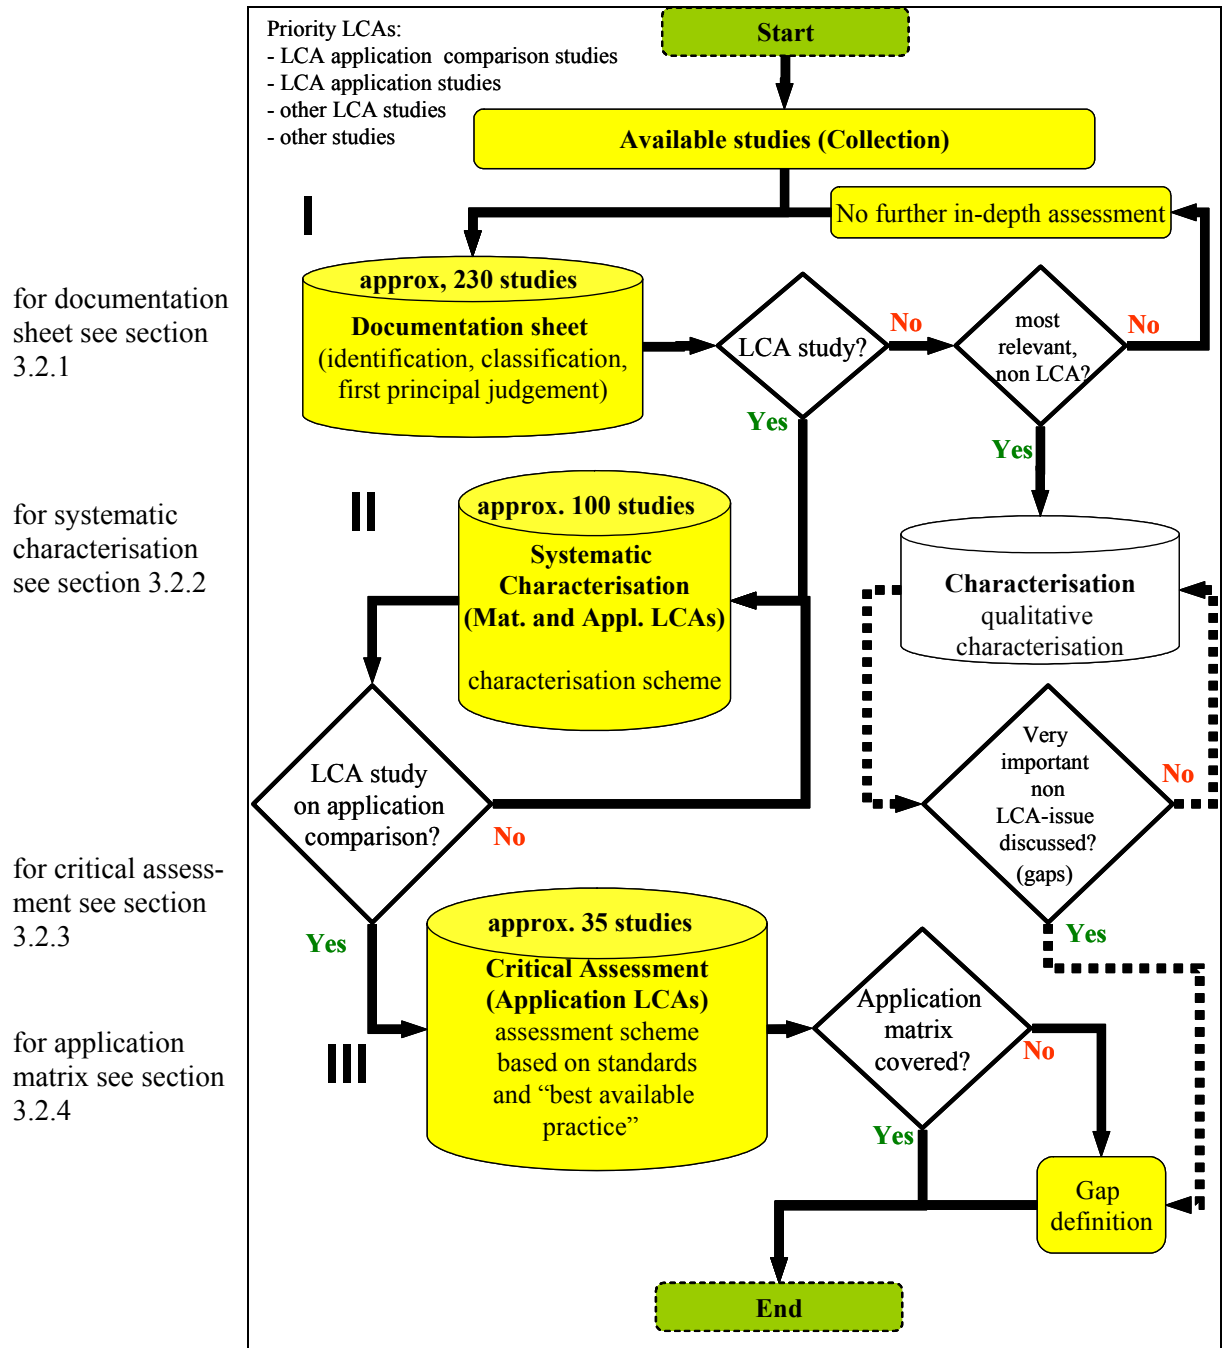 Priority LCAs:
- LCA application comparison studies
- LCA application studies
- other LCA studies
- other studies
Start
Available studies (Collection)
No further in-depth assessment
I
for documentation
sheet see section
3.2.1
approx, 230 studies
Documentation sheet
(identification, classification,
first principal judgement)
LCA study?
No
most
relevant,
non LCA?
No
Yes
Yes
II
for systematic
characterisation
see section 3.2.2
approx. 100 studies
Systematic
Characterisation
(Mat. and Appl. LCAs)
characterisation scheme
Characterisation
qualitative
characterisation
LCA study
on application
comparison?
No
Very
important
non
LCA-issue
discussed?
(gaps)
No
Yes
for critical assess-
ment see section
3.2.3
Yes
approx. 35 studies
Critical Assessment
(Application LCAs)
assessment scheme
based on standards
and “best available
practice”
III
for application
matrix see section
3.2.4
Application
matrix
covered?
No
Yes
Gap
definition
End